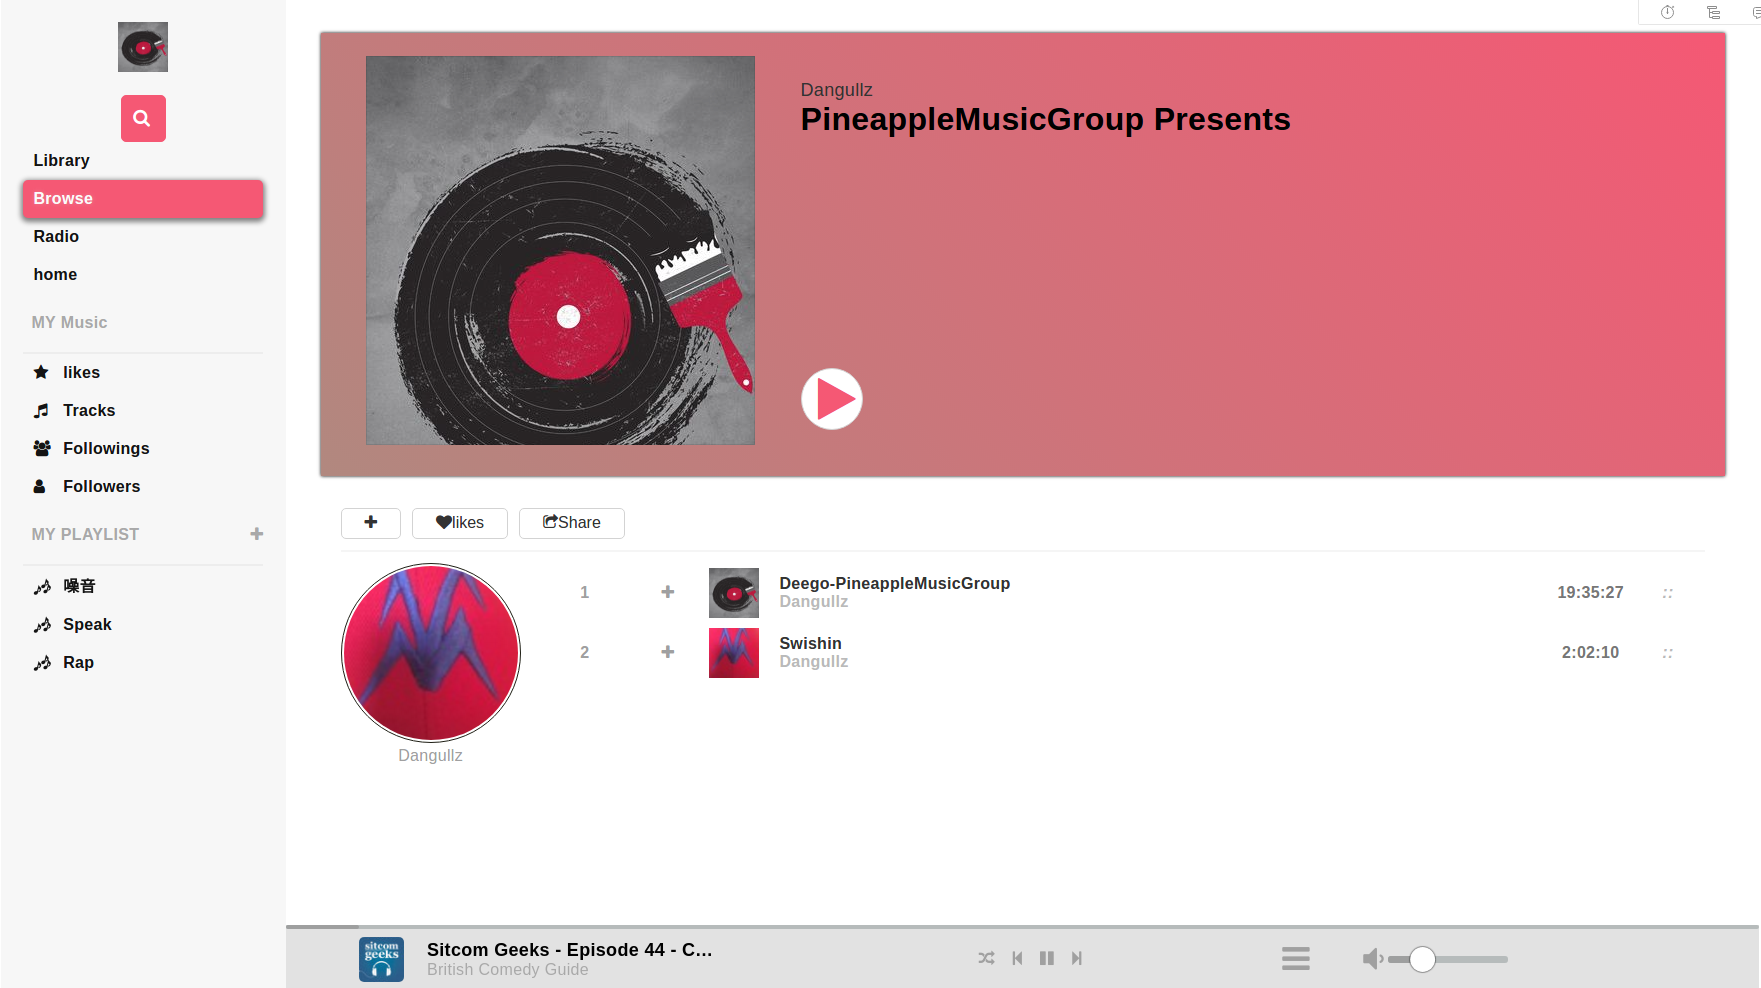 Library
Browse
Radio
home
MY Music
likes
Tracks
Followings
Followers
MY PLAYLIST
噪音
Speak
Rap
Dangullz
PineappleMusicGroup Presents
likes
Share
Dangullz
1
Deego-PineappleMusicGroup
Dangullz
19:35:27
::
2
Swishin
Dangullz
2:02:10
::
sitcom
geeks
Sitcom Geeks - Episode 44 - C...
British Comedy Guide